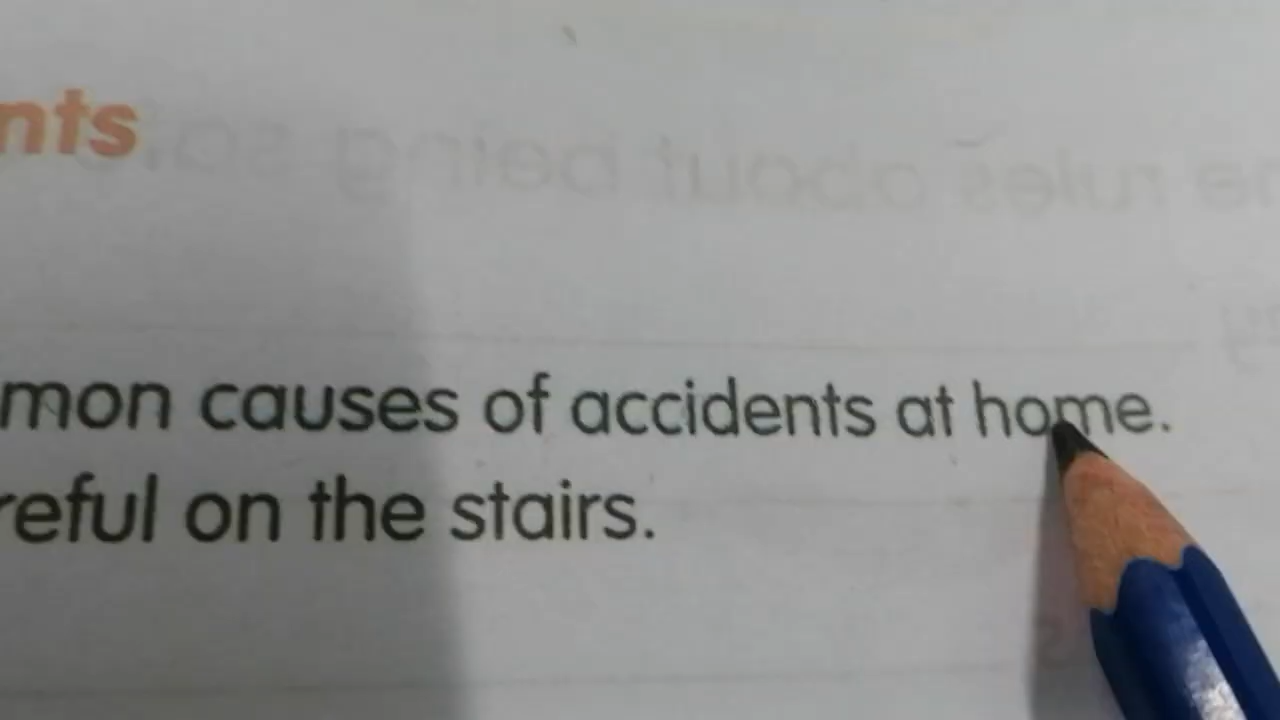 nts
mon causes of accidents at home.
reful on the stairs.